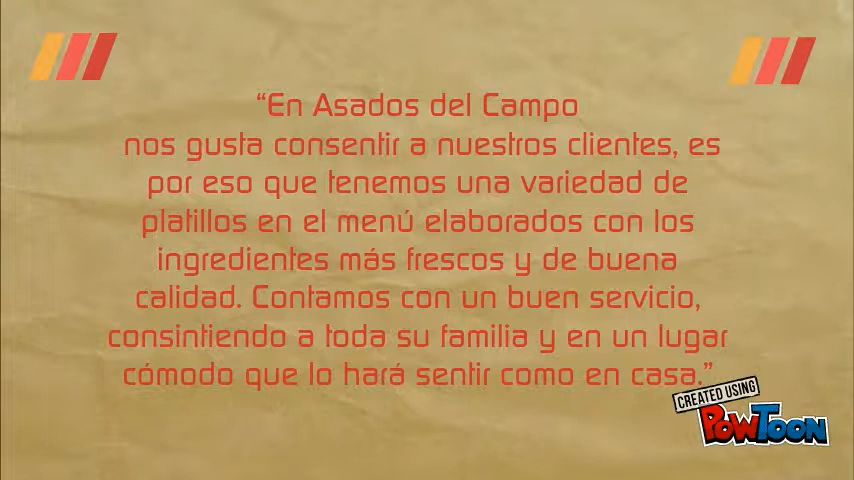 “En Asados del Campo
nos gusta consentir a nuestros clientes, es
por eso que tenemos una variedad de
platillos en el menú elaborados con los
ingredientes más frescos y de buena
calidad. Contamos con un buen servicio,
consintiendo a toda su familia y en un lugar
cómodo que lo hará sentir como en casa.”
CREATED USING
POWTOON